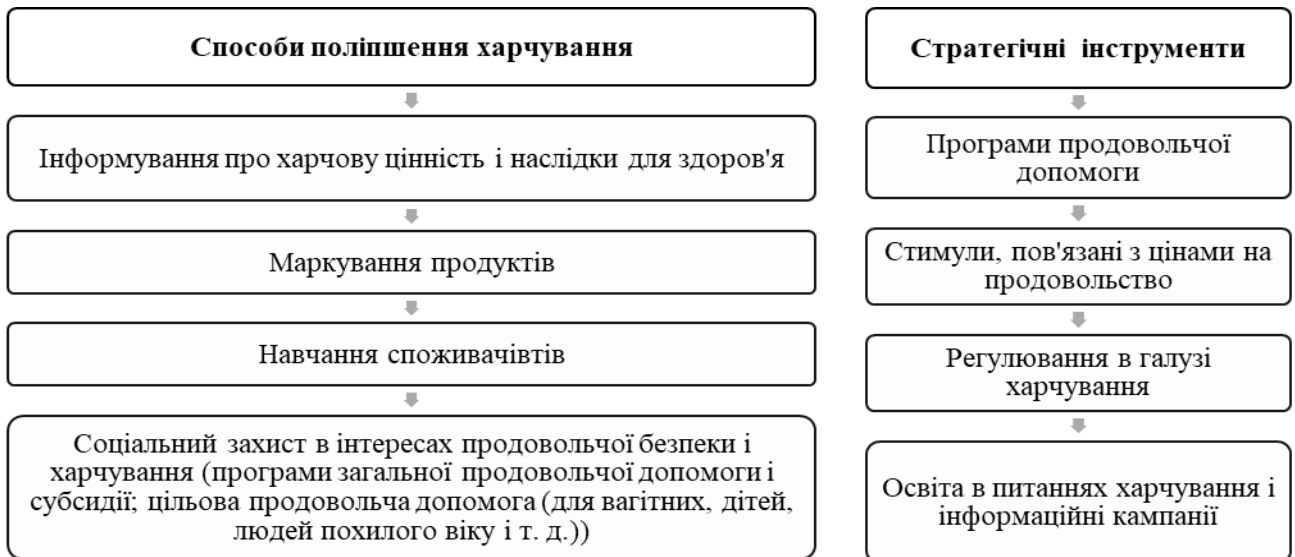 Способи поліпшення харчування
Інформування про харчову цінність і наслідки для здоров'я
Маркування продуктів
Навчання споживачівтів
Соціальний захист в інтересах продовольчої безпеки і
харчування (програми загальної продовольчої допомоги і
субсидії; цільова продовольча допомога (для вагітних, дітей,
людей похилого віку і т. д.))
Стратегічні інструменти
Програми продовольчої
допомоги
Стимули, пов'язані з цінами на
продовольство
Регулювання в галузі
харчування
Освіта в питаннях харчування і
інформаційні кампанії